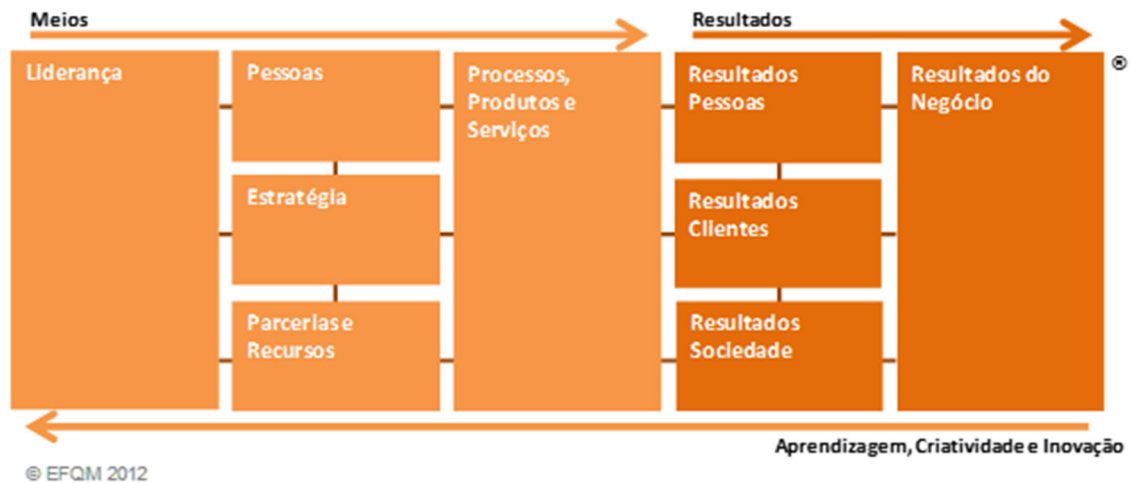 Meios
Resultados
Liderança
Pessoas
Processos,
Produtos e
Serviços
Resultados
Pessoas
Resultados do
Negócio
®
Estratégia
Resultados
Clientes
Parcerias e
Recursos
Resultados
Sociedade
Aprendizagem, Criatividade e Inovação
© EFQM 2012